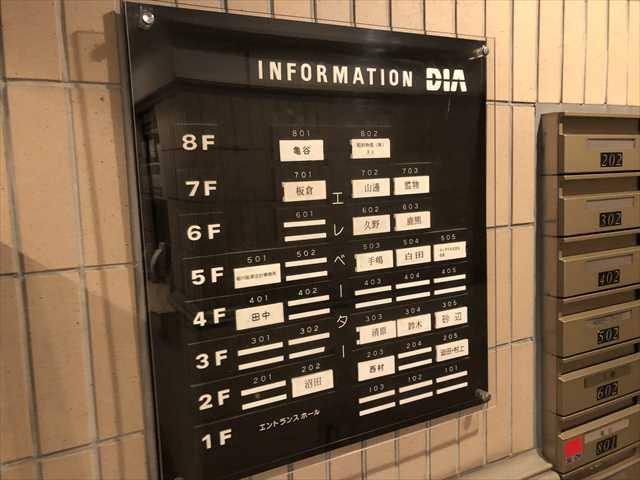 INFORMATION DIA
8F 801 亀谷 802
7F 701 板倉 702 山邊 703 鑑物
6F 601 602 久野 603 鹿熊
5F 501 502 503 手嶋 504 白田 505
4F 401 田中 402 403 404 405
3F 301 302 303 清原 304 鈴木 305 砂辺
2F 201 202 沼田 203 西村 204 205
1F エントランスホール 103 102 101
エレベーター
202
302
402
502
602
801